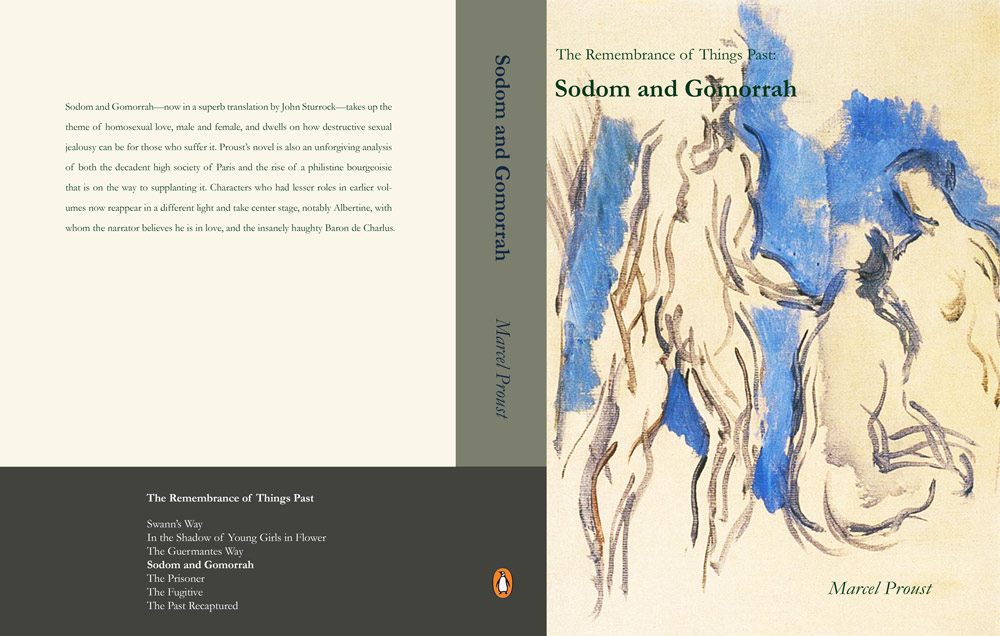 Sodom and Gomorrah—now in a superb translation by John Sturrock—takes up the
theme of homosexual love, male and female, and dwells on how destructive sexual
jealousy can be for those who suffer it. Proust's novel is also an unforgiving analysis
of both the decadent high society of Paris and the rise of a philistine bourgeoisie
that is on the way to supplanting it. Characters who had lesser roles in earlier vol-
umes now reappear in a different light and take center stage, notably Albertine, with
whom the narrator believes he is in love, and the insanely haughty Baron de Charlus.
The Remembrance of Things Past
Swann's Way
In the Shadow of Young Girls in Flower
The Guermantes Way
Sodom and Gomorrah
The Prisoner
The Fugitive
The Past Recaptured
Sodom and Gomorrah
Marcel Proust
The Remembrance of Things Past:
Sodom and Gomorrah
Marcel Proust